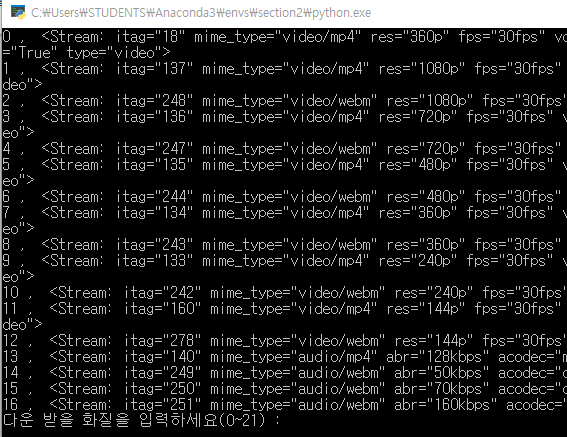 C:₩Users₩STUDENTS₩Anaconda3₩envs₩section2₩python.exe
0 , <Stream: itag="18" mime_type="video/mp4" res="360p" fps="30fps" vc
="True" type="video">
1 , <Stream: itag="137" mime_type="video/mp4" res="1080p" fps="30fps"
deo">
2 , <Stream: itag="248" mime_type="video/webm" res="1080p" fps="30fps"
3 , <Stream: itag="136" mime_type="video/mp4" res="720p" fps="30fps" v
eo">
4 , <Stream: itag="247" mime_type="video/webm" res="720p" fps="30fps"
5 , <Stream: itag="135" mime_type="video/mp4" res="480p" fps="30fps" v
eo">
6 , <Stream: itag="244" mime_type="video/webm" res="480p" fps="30fps"
7 , <Stream: itag="134" mime_type="video/mp4" res="360p" fps="30fps" v
eo">
8 , <Stream: itag="243" mime_type="video/webm" res="360p" fps="30fps"
9 , <Stream: itag="133" mime_type="video/mp4" res="240p" fps="30fps" v
eo">
10 , <Stream: itag="242" mime_type="video/webm" res="240p" fps="30fps"
11 , <Stream: itag="160" mime_type="video/mp4" res="144p" fps="30fps"
deo">
12 , <Stream: itag="278" mime_type="video/webm" res="144p" fps="30fps"
13 , <Stream: itag="140" mime_type="audio/mp4" abr="128kbps" acodec="m
14 , <Stream: itag="249" mime_type="audio/webm" abr="50kbps" acodec="o
15 , <Stream: itag="250" mime_type="audio/webm" abr="70kbps" acodec="o
16 , <Stream: itag="251" mime_type="audio/webm" abr="160kbps" acodec="
다운 받을 화질을 입력하세요(0~21) :